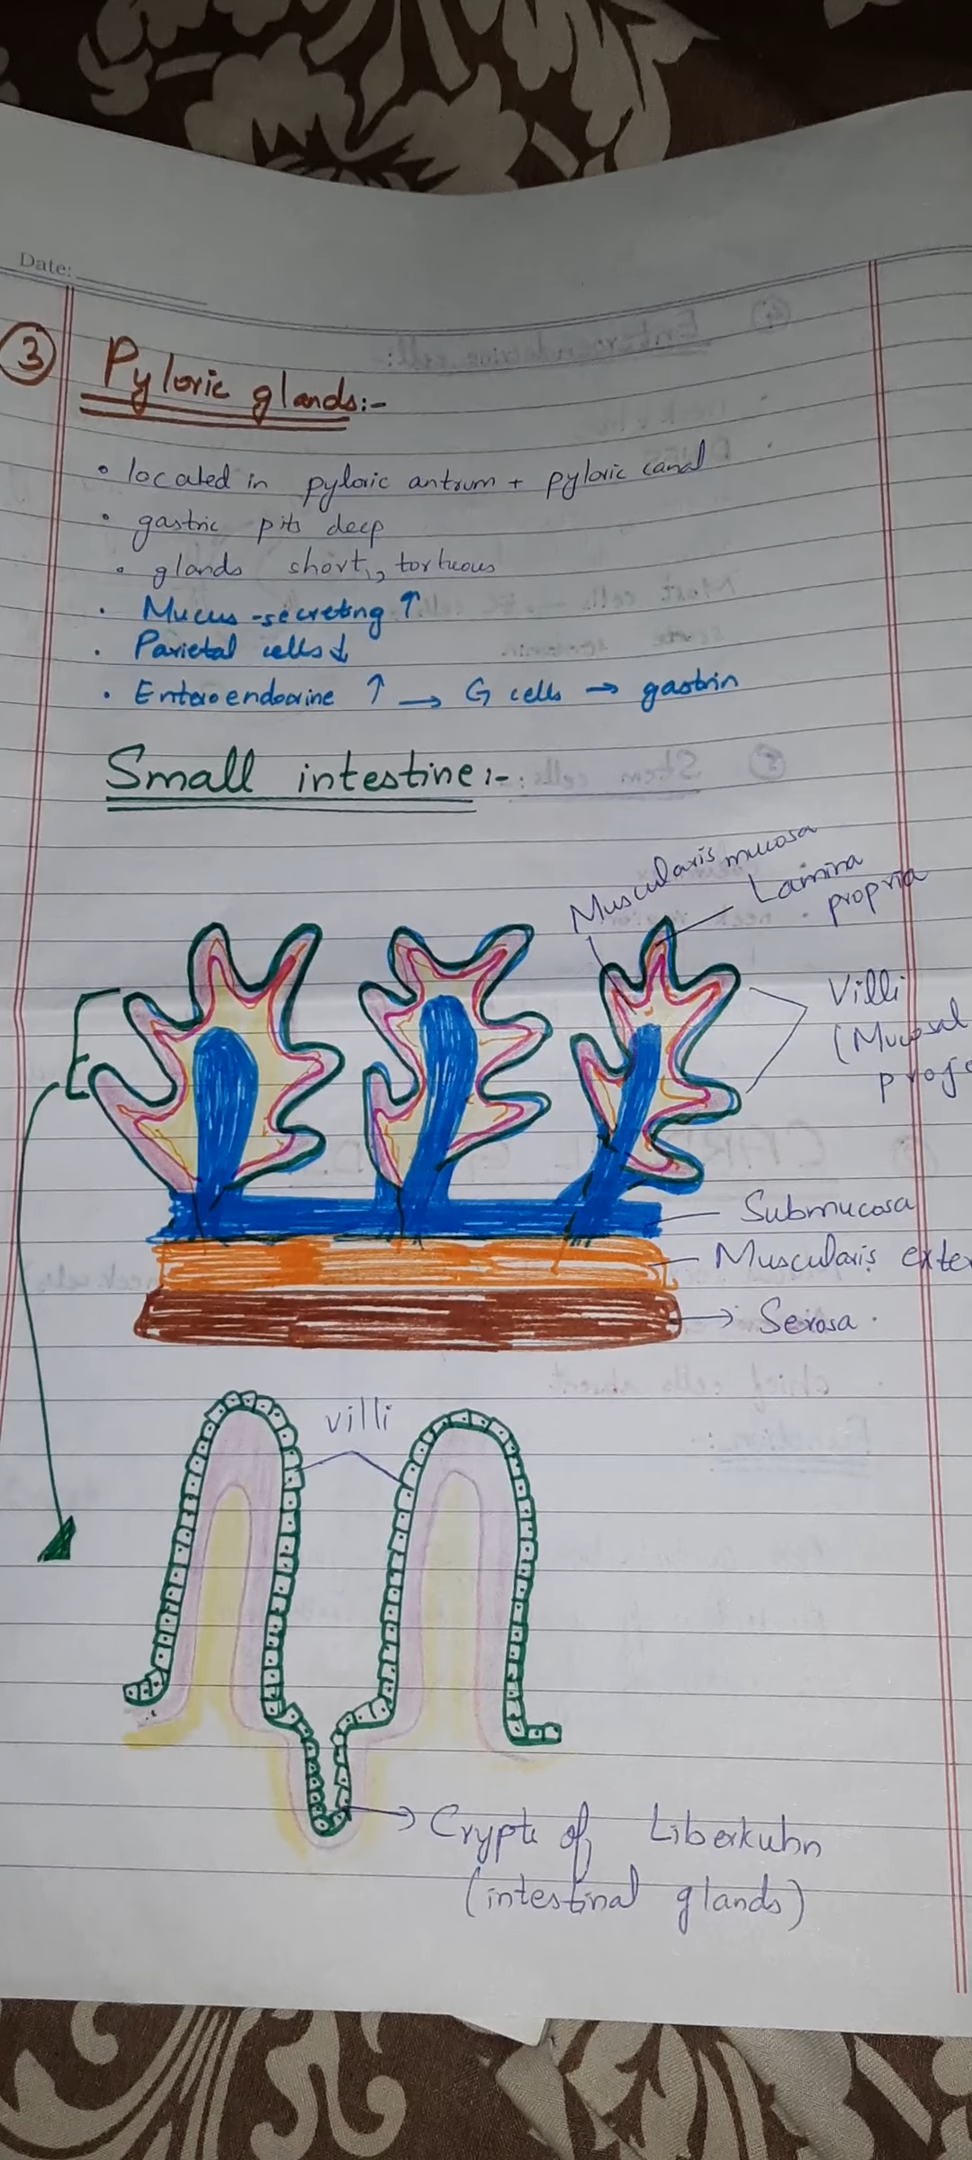 Date:
3 Pyloric glands:-
• located in pyloric antrum + pyloric canal
• gastric pits deep
• glands short, tortuous
• Mucus-secreting ↑
• Parietal cells ↓
• Enteroendocrine ↑ → G cells → gastrin
Small intestine:-
Muscularis mucosa
Lamina propria
Villi
(Mucosal
proje
Submucosa
Muscularis exte
Serosa.
villi
Crypts of Liberkuhn
(intestinal glands)